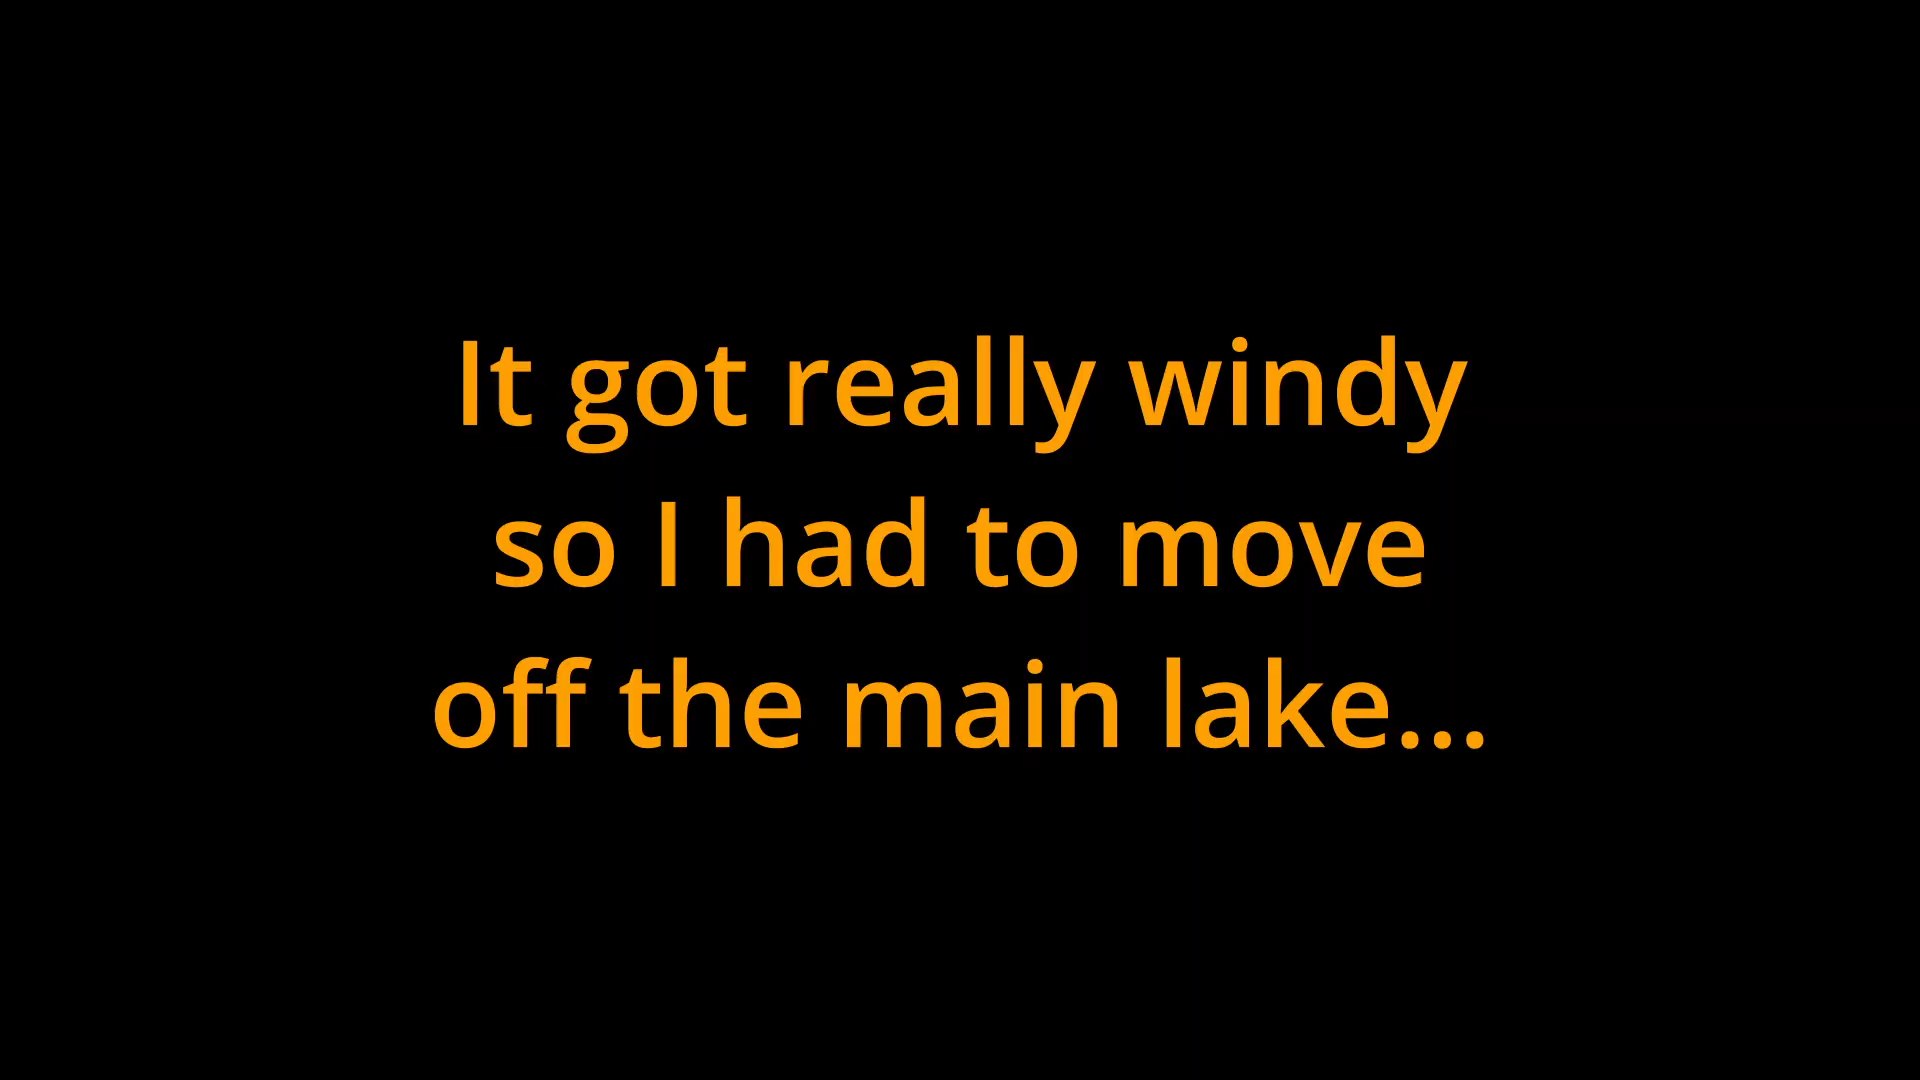 It got really windy
so I had to move
off the main lake...